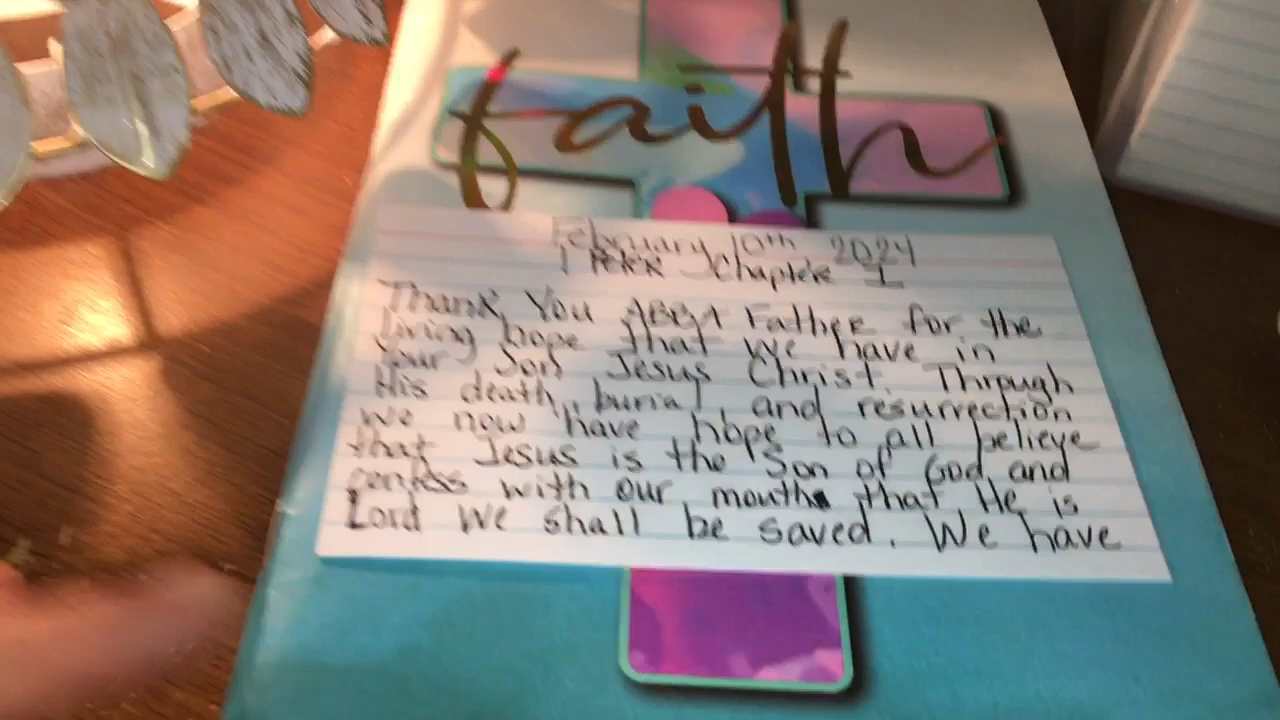 faith
February 10th 2024
1 Peter Chapter 1
Thank You ABBA Father for the
living hope that we have in
Your Son Jesus Christ. Through
His death, burial and resurrection
we now have hope to all believe
that Jesus is the Son of God and
confess with our mouth that He is
Lord we shall be saved. We have